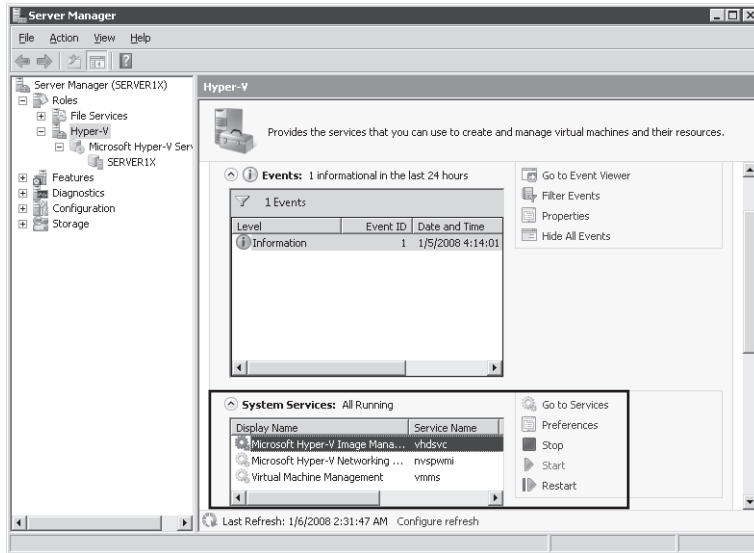 Server Manager
File Action View Help
Server Manager (SERVER1X)
Roles
File Services
Hyper-V
Microsoft Hyper-V Serv
SERVER1X
Features
Diagnostics
Configuration
Storage
Hyper-V
Provides the services that you can use to create and manage virtual machines and their resources.
Events: 1 informational in the last 24 hours
1 Events
Level Event ID Date and Time
Information 1 1/5/2008 4:14:01
Go to Event Viewer
Filter Events
Properties
Hide All Events
System Services: All Running
Display Name Service Name
Microsoft Hyper-V Image Mana... vhdsvc
Microsoft Hyper-V Networking ... nvspwmi
Virtual Machine Management vmms
Go to Services
Preferences
Stop
Start
Restart
Last Refresh: 1/6/2008 2:31:47 AM Configure refresh